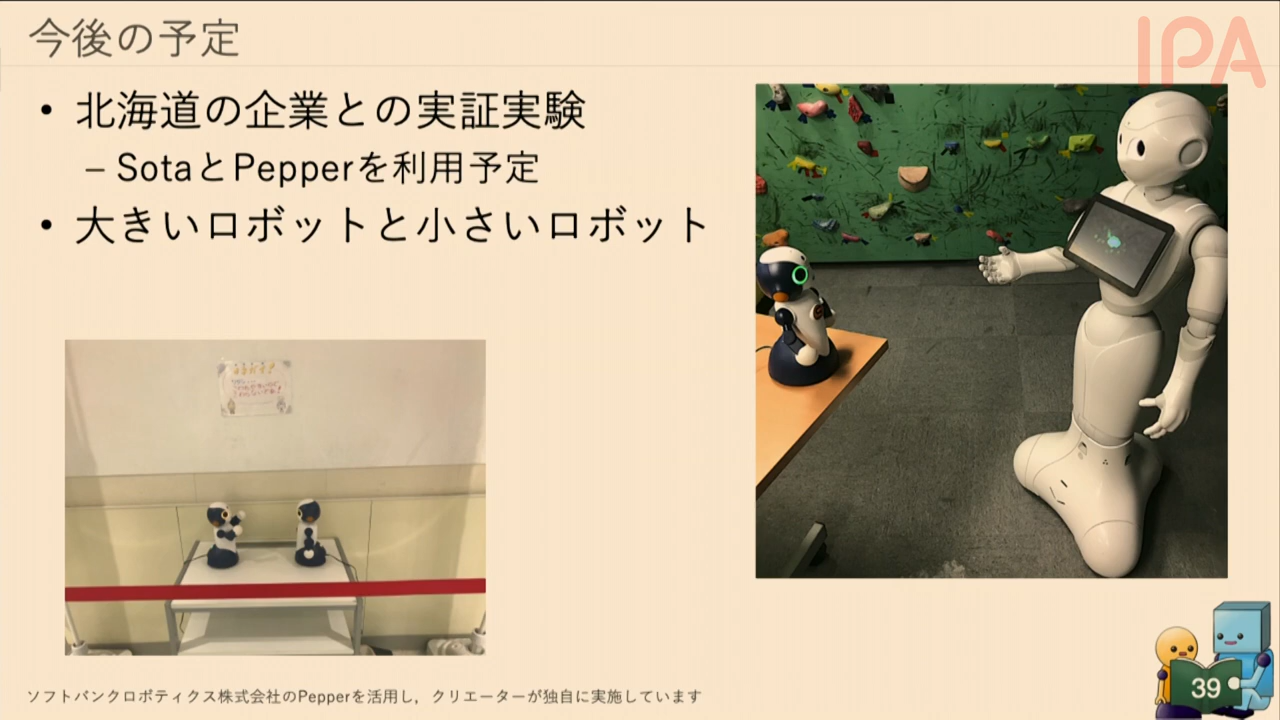 今後の予定
IPA
• 北海道の企業との実証実験
– SotaとPepperを利用予定
• 大きいロボットと小さいロボット
ソフトバンクロボティクス株式会社のPepperを活用し，クリエーターが独自に実施しています
39